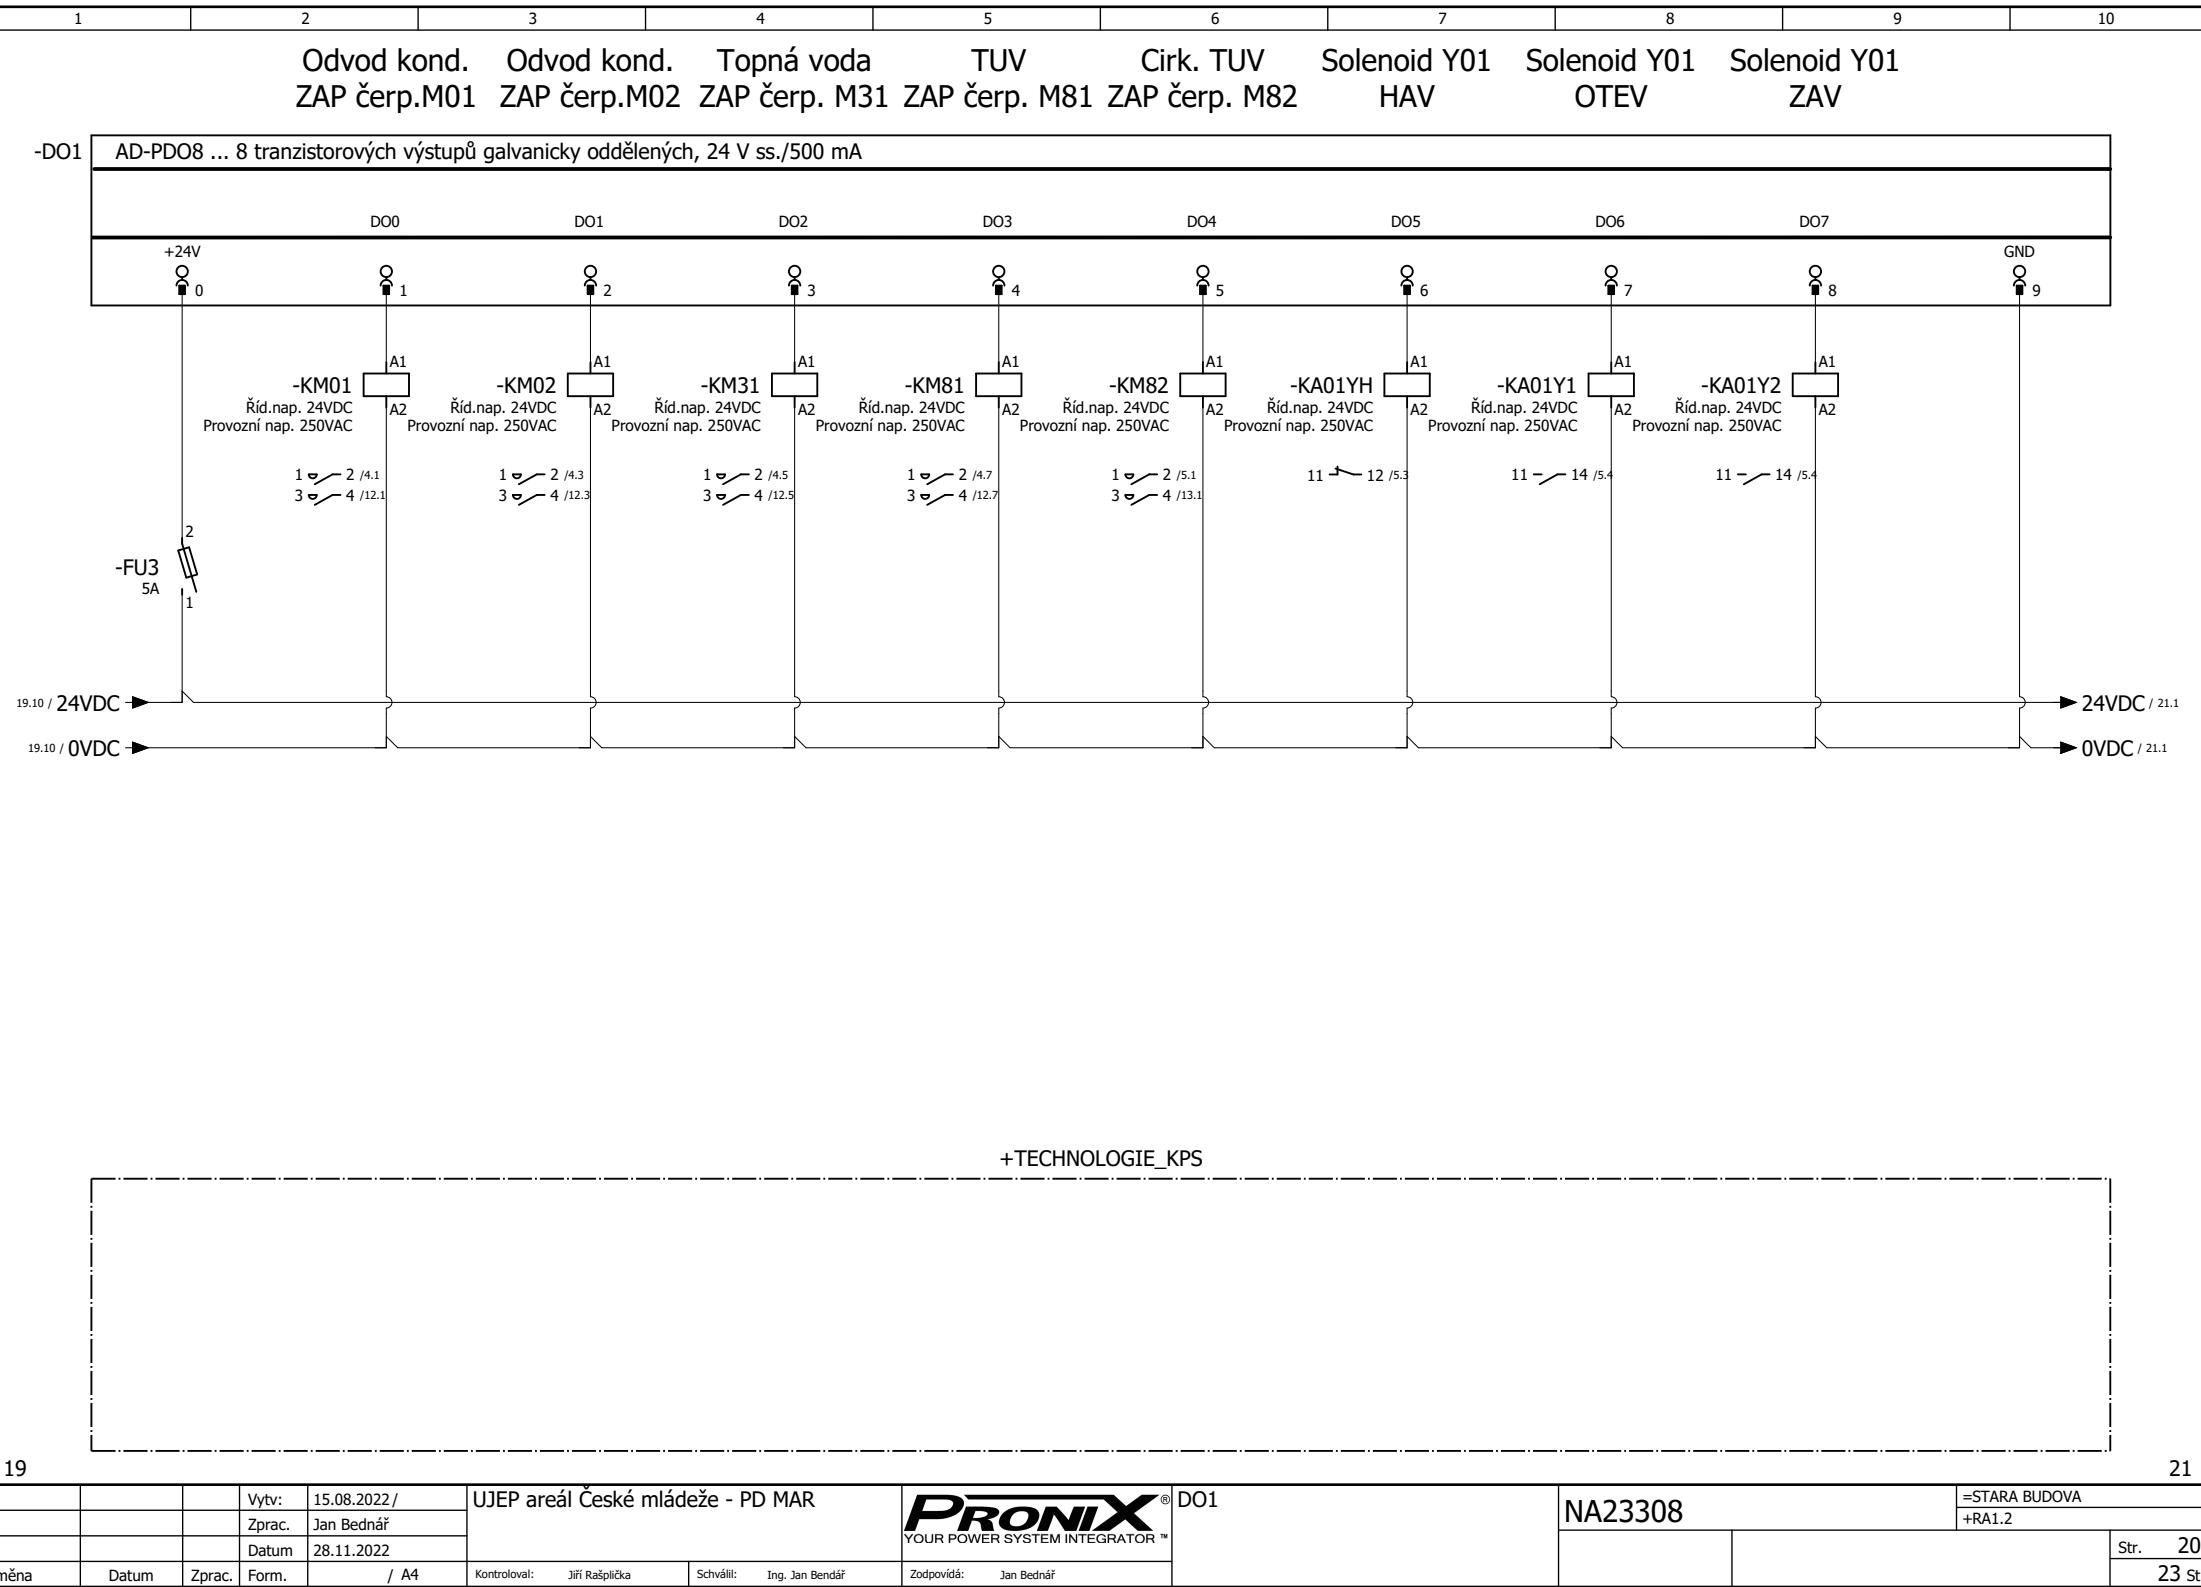 1 2 3 4 5 6 7 8 9 10
Odvod kond. Odvod kond. Topná voda TUV Cirk. TUV Solenoid Y01 Solenoid Y01 Solenoid Y01
ZAP čerp.M01 ZAP čerp.M02 ZAP čerp. M31 ZAP čerp. M81 ZAP čerp. M82 HAV OTEV ZAV
-DO1 AD-PDO8 ... 8 tranzistorových výstupů galvanicky oddělených, 24 V ss./500 mA
DO0 DO1 DO2 DO3 DO4 DO5 DO6 DO7
+24V GND
0 1 2 3 4 5 6 7 8 9
A1 A1 A1 A1 A1 A1 A1 A1
-KM01 -KM02 -KM31 -KM81 -KM82 -KA01YH -KA01Y1 -KA01Y2
Říd.nap. 24VDC A2 Říd.nap. 24VDC A2 Říd.nap. 24VDC A2 Říd.nap. 24VDC A2 Říd.nap. 24VDC A2 Říd.nap. 24VDC A2 Říd.nap. 24VDC A2 Říd.nap. 24VDC A2
Provozní nap. 250VAC Provozní nap. 250VAC Provozní nap. 250VAC Provozní nap. 250VAC Provozní nap. 250VAC Provozní nap. 250VAC Provozní nap. 250VAC Provozní nap. 250VAC
1 2 /4.1 1 2 /4.3 1 2 /4.5 1 2 /4.7 1 2 /5.1 11 12 /5.3 11 14 /5.4 11 14 /5.4
3 4 /12.1 3 4 /12.3 3 4 /12.5 3 4 /12.7 3 4 /13.1
2
-FU3
5A
1
19.10 / 24VDC 24VDC / 21.1
19.10 / 0VDC 0VDC / 21.1
+TECHNOLOGIE_KPS
19 21
Vytv: 15.08.2022 / UJEP areál České mládeže - PD MAR PRONIX ® DO1 NA23308 =STARA BUDOVA
Zprac. Jan Bednář YOUR POWER SYSTEM INTEGRATOR ™ +RA1.2
Datum 28.11.2022 Str. 20
měna Datum Zprac. Form. / A4 Kontroloval: Jiří Rašplička Schválil: Ing. Jan Bendář Zodpovídá: Jan Bednář 23 St